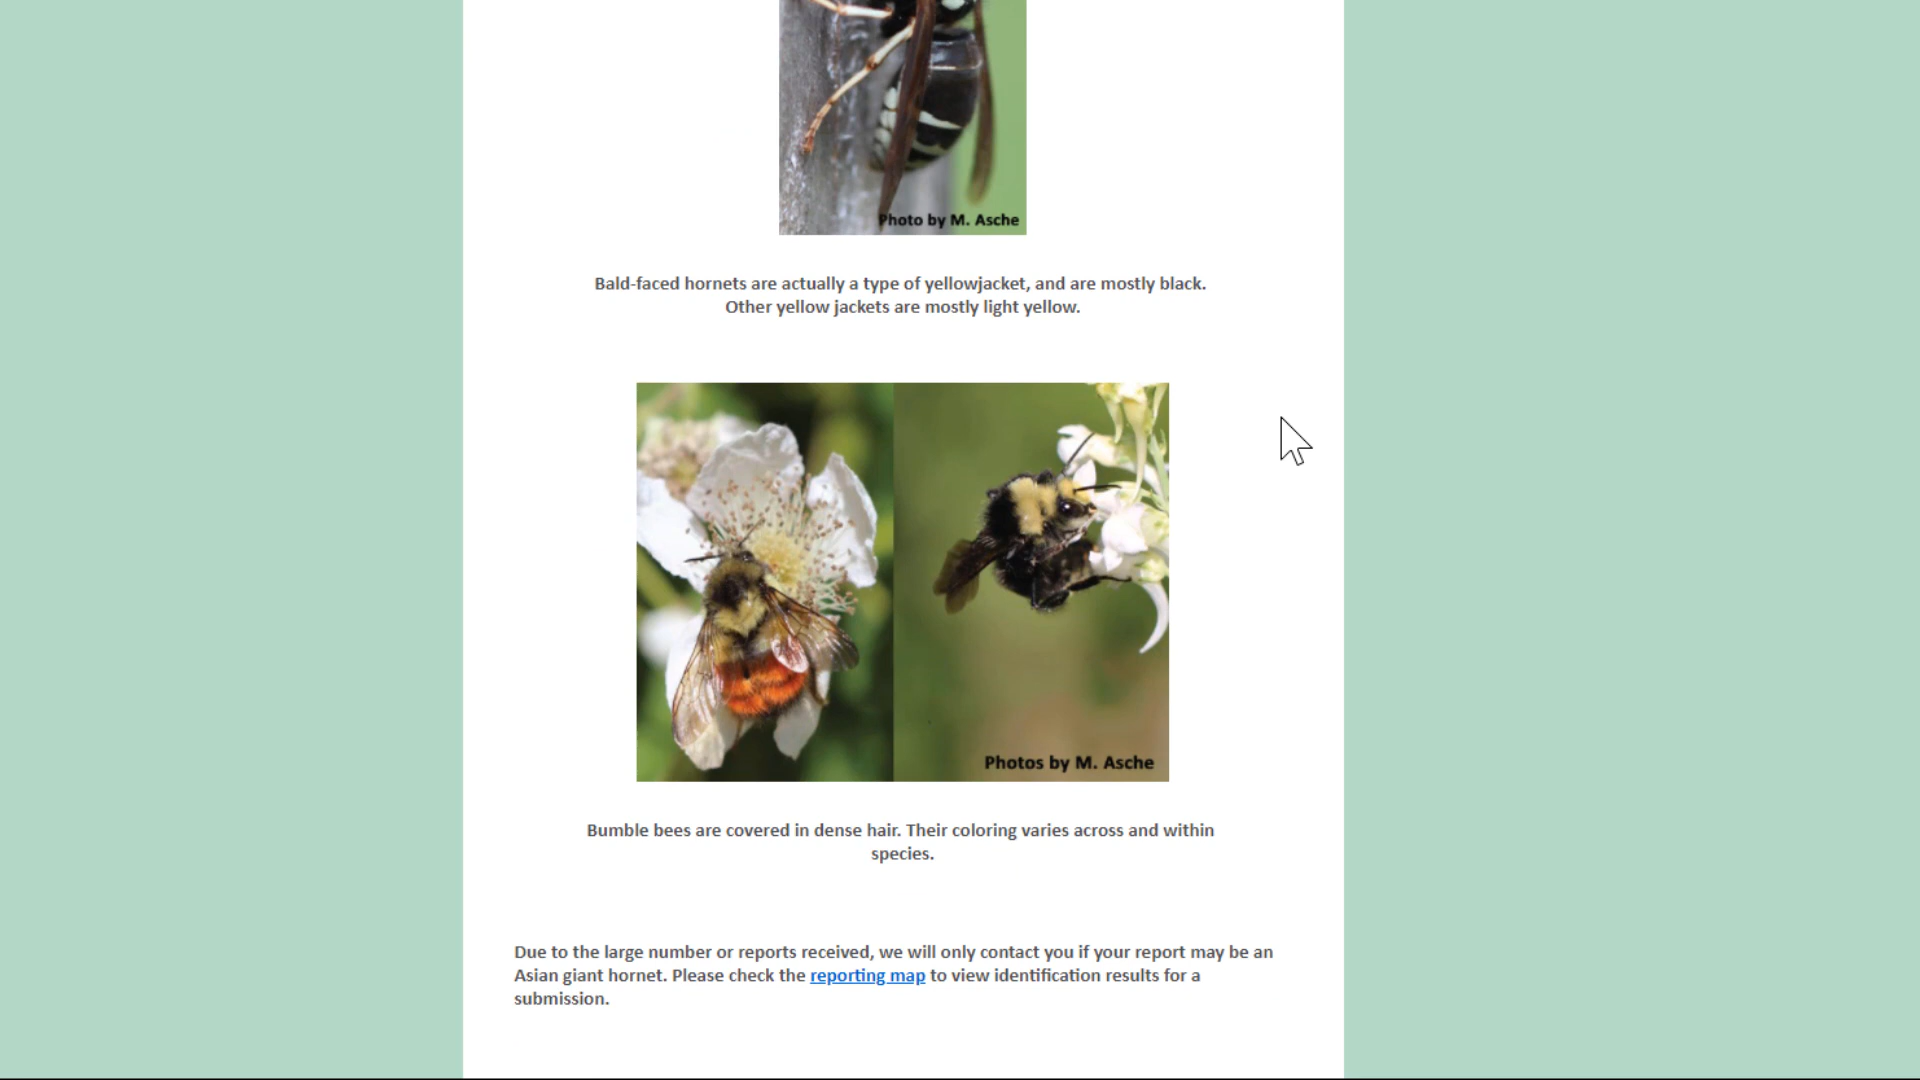 Photo by M. Asche
Bald-faced hornets are actually a type of yellowjacket, and are mostly black.
Other yellow jackets are mostly light yellow.
Photos by M. Asche
Bumble bees are covered in dense hair. Their coloring varies across and within
species.
Due to the large number or reports received, we will only contact you if your report may be an
Asian giant hornet. Please check the reporting map to view identification results for a
submission.